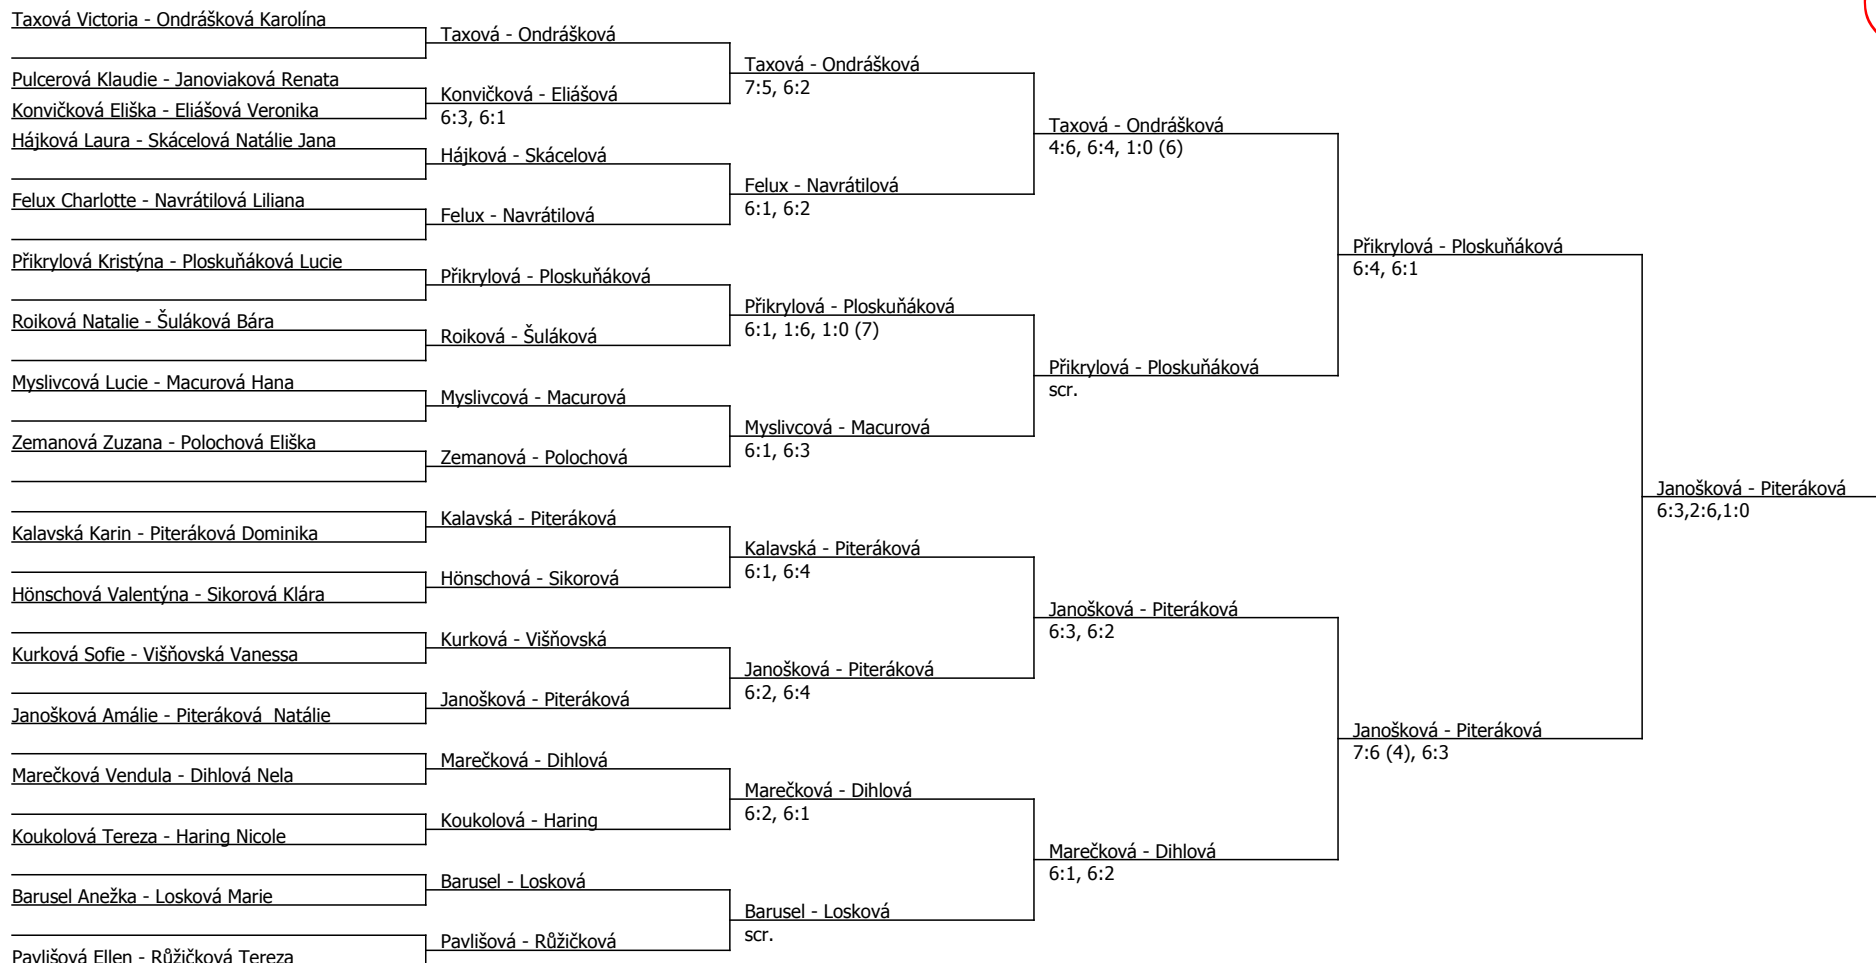 Taxová Victoria - Ondrášková Karolína
Pulcerová Klaudie - Janoviaková Renata
Konvičková Eliška - Eliášová Veronika
Hájková Laura - Skácelová Natálie Jana
Felux Charlotte - Navrátilová Liliana
Přikrylová Kristýna - Ploskuňáková Lucie
Roiková Natalie - Šuláková Bára
Myslivcová Lucie - Macurová Hana
Zemanová Zuzana - Polochová Eliška
Kalavská Karin - Piteráková Dominika
Hönschová Valentýna - Sikorová Klára
Kurková Sofie - Višňovská Vanessa
Janošková Amálie - Piteráková  Natálie
Marečková Vendula - Dihlová Nela
Koukolová Tereza - Haring Nicole
Barusel Anežka - Losková Marie
Pavlišová Ellen - Růžičková Tereza
Taxová - Ondrášková
Konvičková - Eliášová
6:3, 6:1
Hájková - Skácelová
Felux - Navrátilová
Přikrylová - Ploskuňáková
Roiková - Šuláková
Myslivcová - Macurová
Zemanová - Polochová
Kalavská - Piteráková
Hönschová - Sikorová
Kurková - Višňovská
Janošková - Piteráková
Marečková - Dihlová
Koukolová - Haring
Barusel - Losková
Pavlišová - Růžičková
Taxová - Ondrášková
7:5, 6:2
Felux - Navrátilová
6:1, 6:2
Přikrylová - Ploskuňáková
6:1, 1:6, 1:0 (7)
Myslivcová - Macurová
6:1, 6:3
Kalavská - Piteráková
6:1, 6:4
Janošková - Piteráková
6:2, 6:4
Marečková - Dihlová
6:2, 6:1
Barusel - Losková
scr.
Taxová - Ondrášková
4:6, 6:4, 1:0 (6)
Přikrylová - Ploskuňáková
scr.
Janošková - Piteráková
6:3, 6:2
Marečková - Dihlová
6:1, 6:2
Přikrylová - Ploskuňáková
6:4, 6:1
Janošková - Piteráková
7:6 (4), 6:3
Janošková - Piteráková
6:3,2:6,1:0